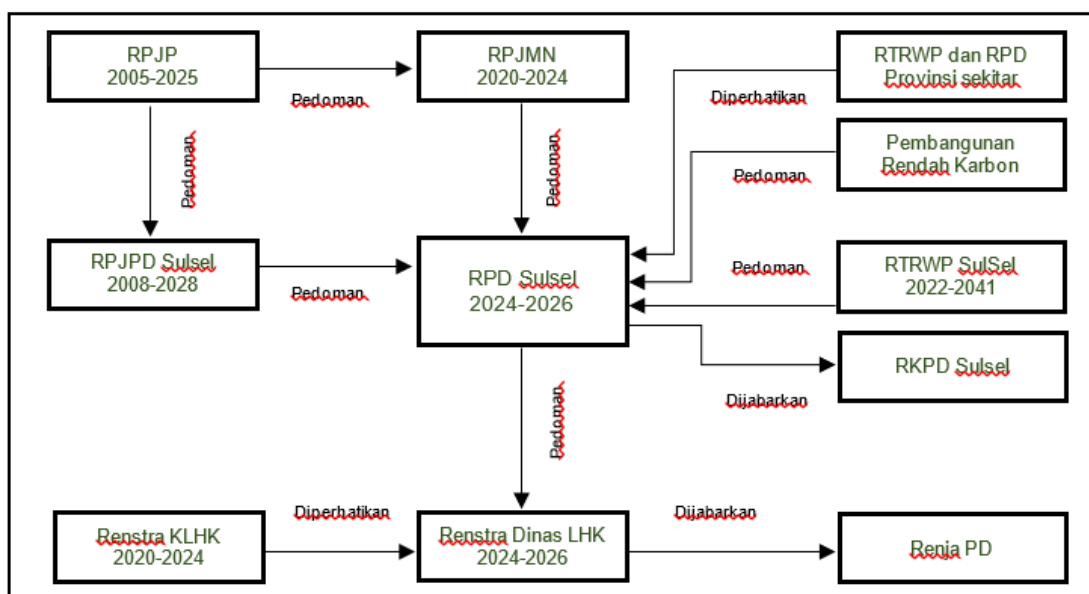 RPJP
2005-2025
Pedoman
RPJMN
2020-2024
Diperhatikan
RTRWP dan RPD
Provinsi sekitar
Pedoman
Pedoman
Pedoman
Pembangunan
Rendah Karbon
RPJPD Sulsel
2008-2028
Pedoman
RPD Sulsel
2024-2026
Pedoman
RTRWP SulSel
2022-2041
Dijabarkan
RKPD Sulsel
Pedoman
Renstra KLHK
2020-2024
Diperhatikan
Renstra Dinas LHK
2024-2026
Dijabarkan
Renja PD